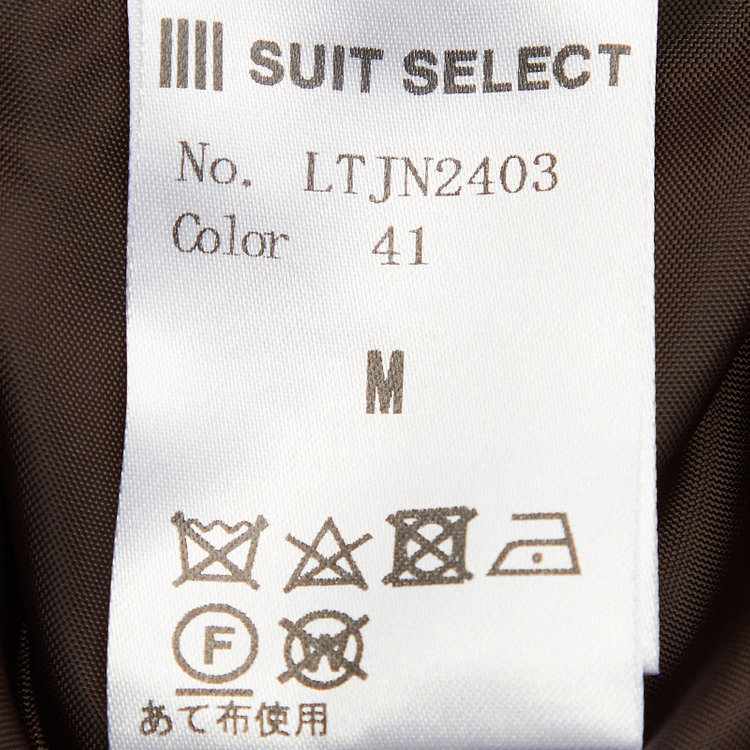 SUIT SELECT
No. LTJN2403
Color 41
M
F W
あて布使用